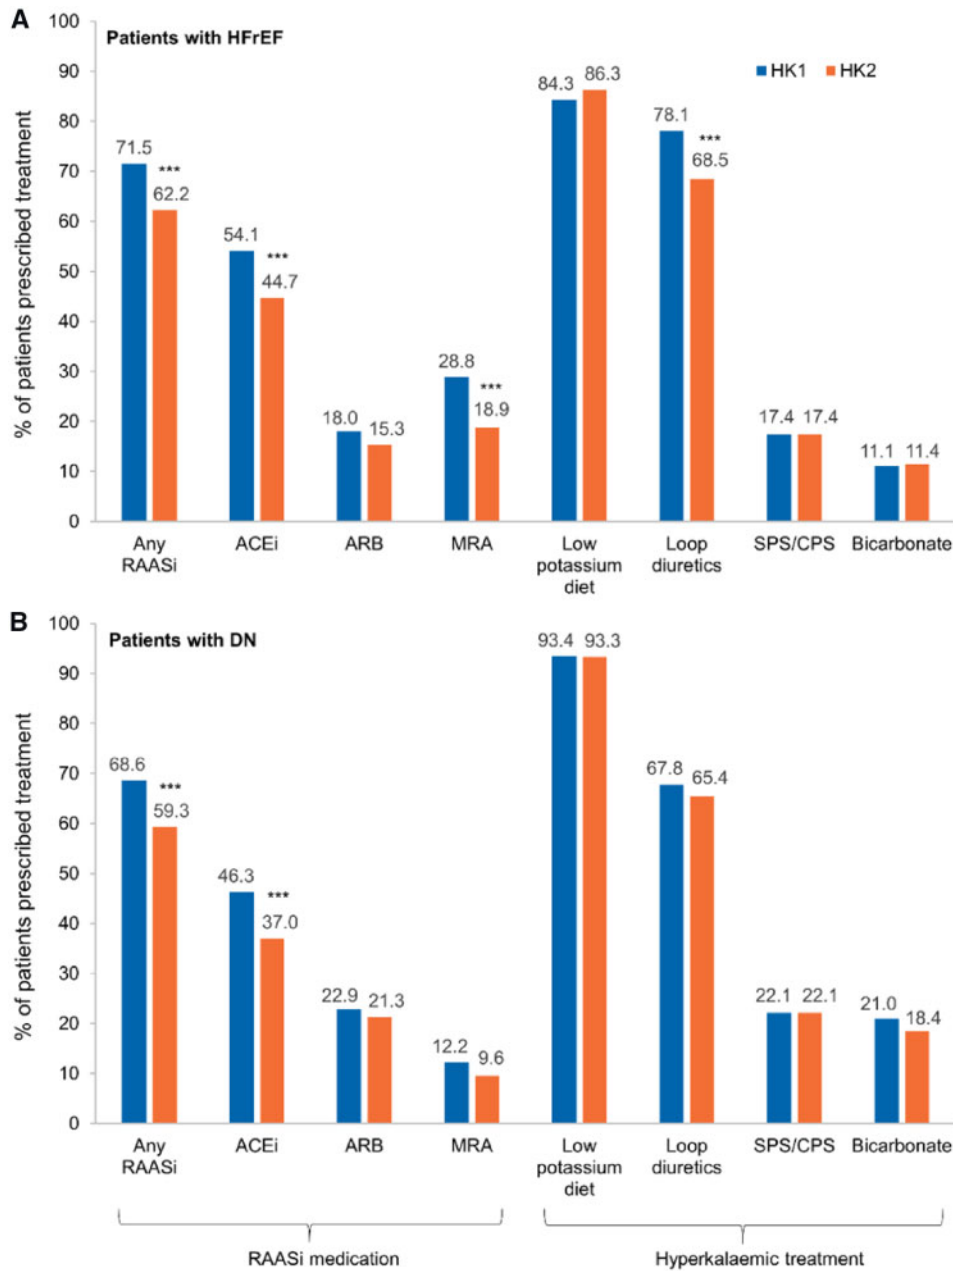 A
Patients with HFrEF
HK1 HK2
% of patients prescribed treatment
100
90
80
70
60
50
40
30
20
10
0
71.5
***
62.2
54.1
***
44.7
18.0
15.3
28.8
***
18.9
84.3
86.3
78.1
***
68.5
17.4
17.4
11.1
11.4
Any
RAASi
ACEi
ARB
MRA
Low
potassium
diet
Loop
diuretics
SPS/CPS
Bicarbonate
B
Patients with DN
% of patients prescribed treatment
100
90
80
70
60
50
40
30
20
10
0
68.6
***
59.3
46.3
***
37.0
22.9
21.3
12.2
9.6
93.4
93.3
67.8
65.4
22.1
22.1
21.0
18.4
Any
RAASi
ACEi
ARB
MRA
Low
potassium
diet
Loop
diuretics
SPS/CPS
Bicarbonate
RAASi medication
Hyperkalaemic treatment